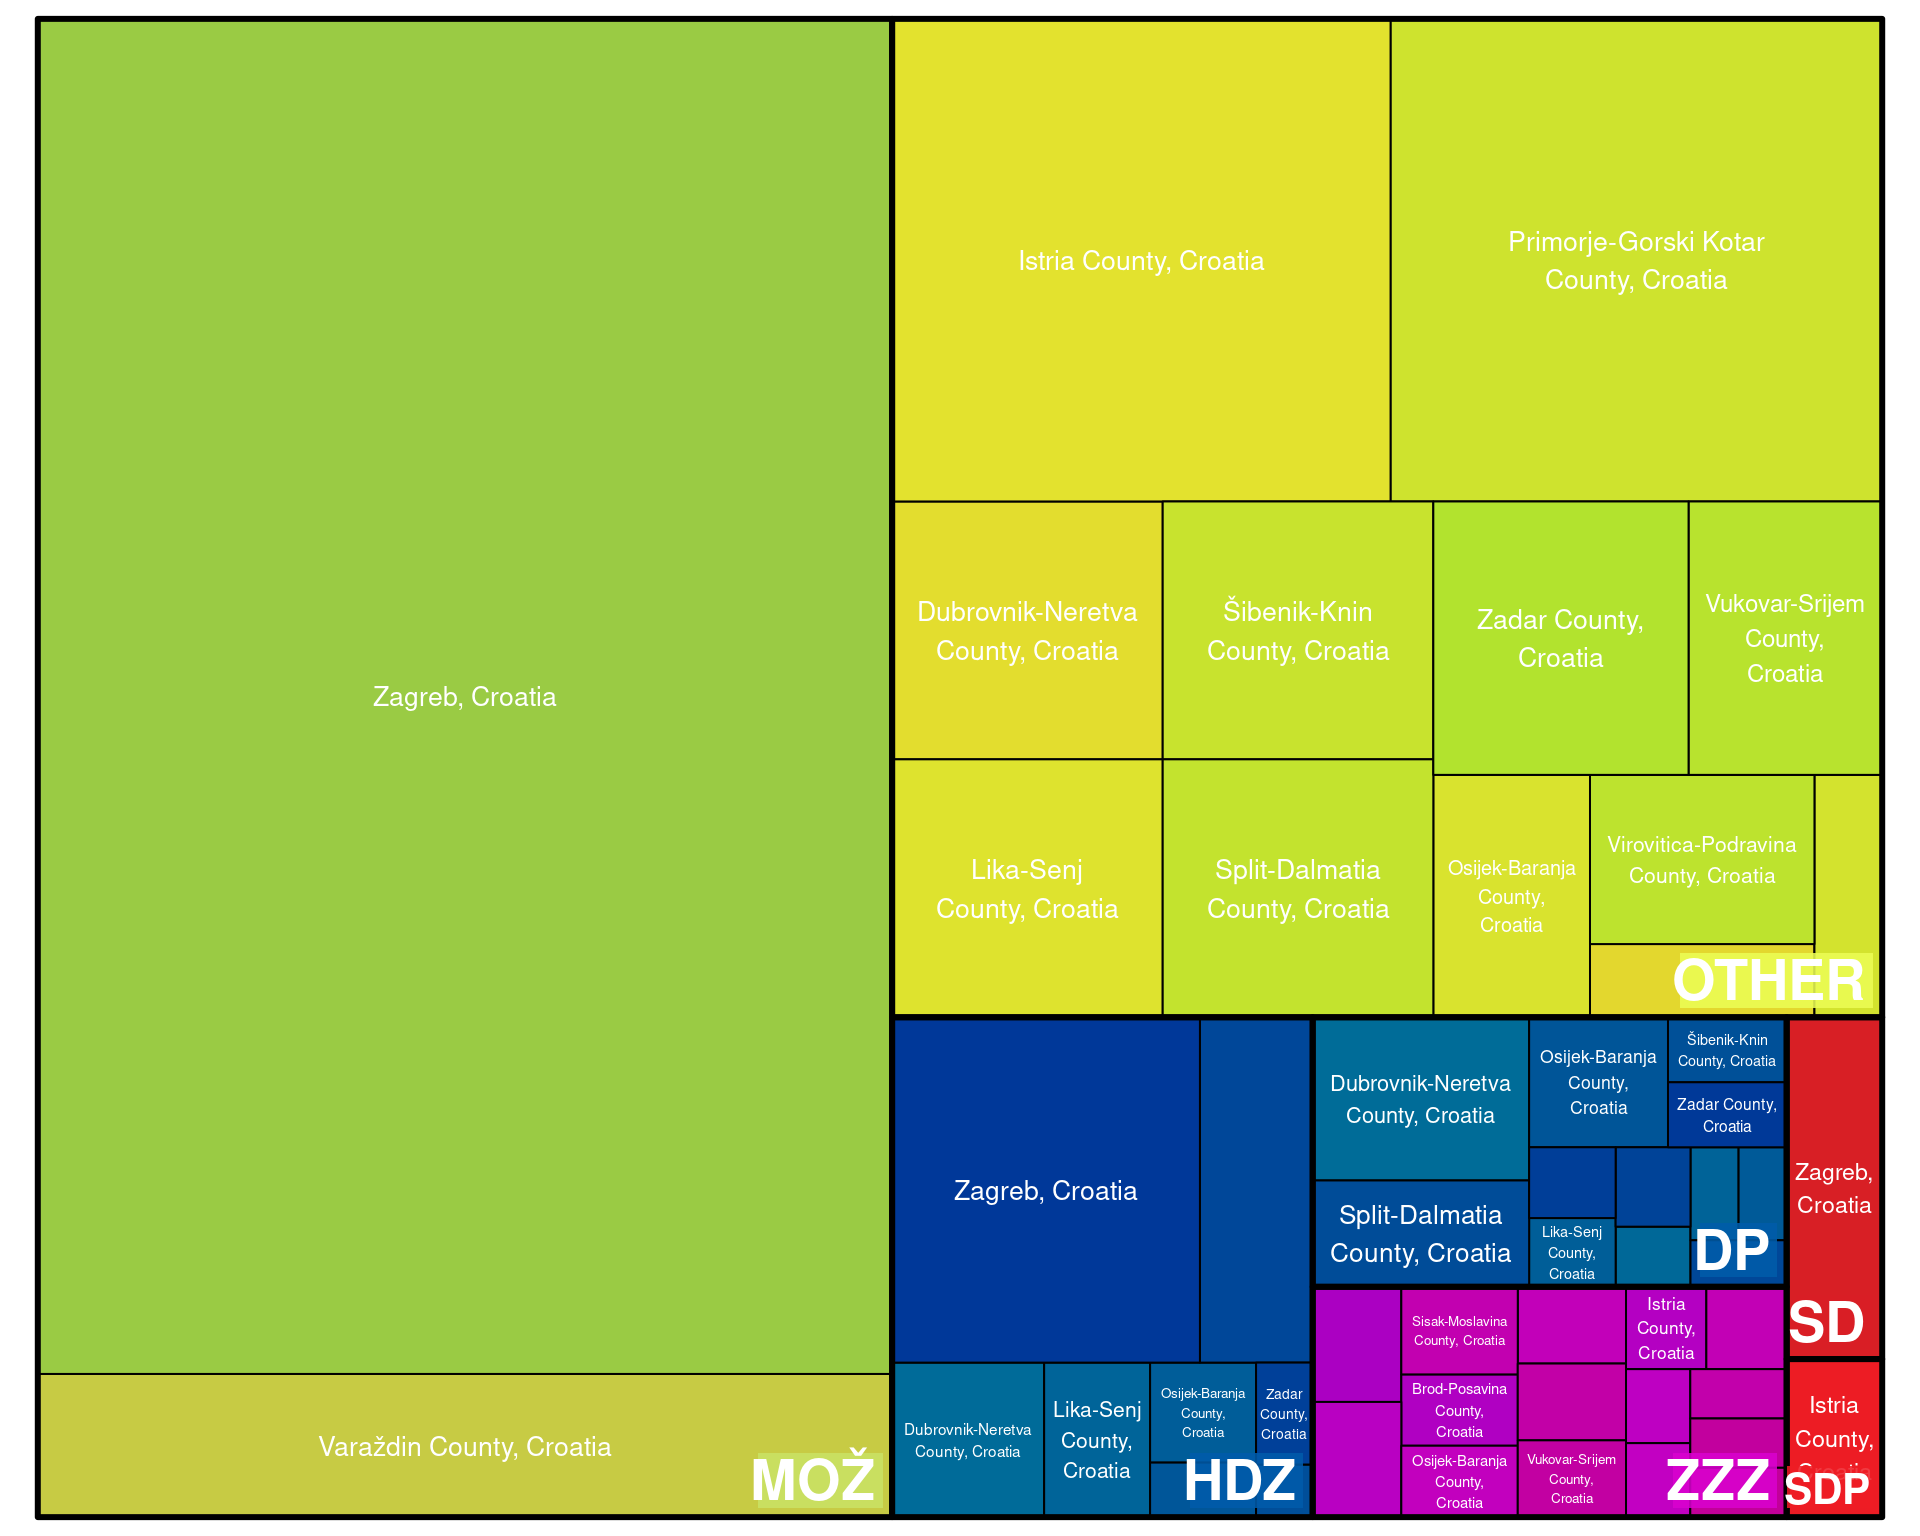 Zagreb, Croatia
Varaždin County, Croatia
MOŽ
Istria County, Croatia
Primorje-Gorski Kotar
County, Croatia
Dubrovnik-Neretva
County, Croatia
Šibenik-Knin
County, Croatia
Zadar County,
Croatia
Vukovar-Srijem
County,
Croatia
Lika-Senj
County, Croatia
Split-Dalmatia
County, Croatia
Osijek-Baranja
County,
Croatia
Virovitica-Podravina
County, Croatia
OTHER
Zagreb, Croatia
Dubrovnik-Neretva
County, Croatia
Lika-Senj
County,
Croatia
Osijek-Baranja
County,
Croatia
Zadar
County,
Croatia
HDZ
Dubrovnik-Neretva
County, Croatia
Split-Dalmatia
County, Croatia
Osijek-Baranja
County,
Croatia
Šibenik-Knin
County, Croatia
Zadar County,
Croatia
Lika-Senj
County,
Croatia
DP
Sisak-Moslavina
County, Croatia
Brod-Posavina
County,
Croatia
Osijek-Baranja
County,
Croatia
Vukovar-Srijem
County,
Croatia
Istria
County,
Croatia
ZZZ
Zagreb,
Croatia
SD
Istria
County,
Croatia
SDP